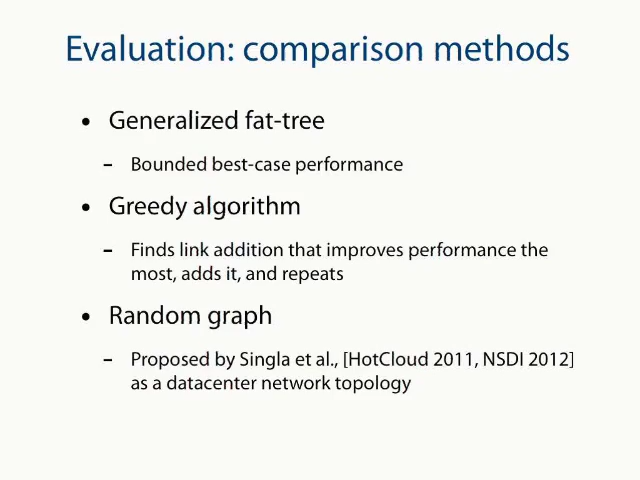 Evaluation: comparison methods
• Generalized fat-tree
– Bounded best-case performance
• Greedy algorithm
– Finds link addition that improves performance the
most, adds it, and repeats
• Random graph
– Proposed by Singla et al., [HotCloud 2011, NSDI 2012]
as a datacenter network topology